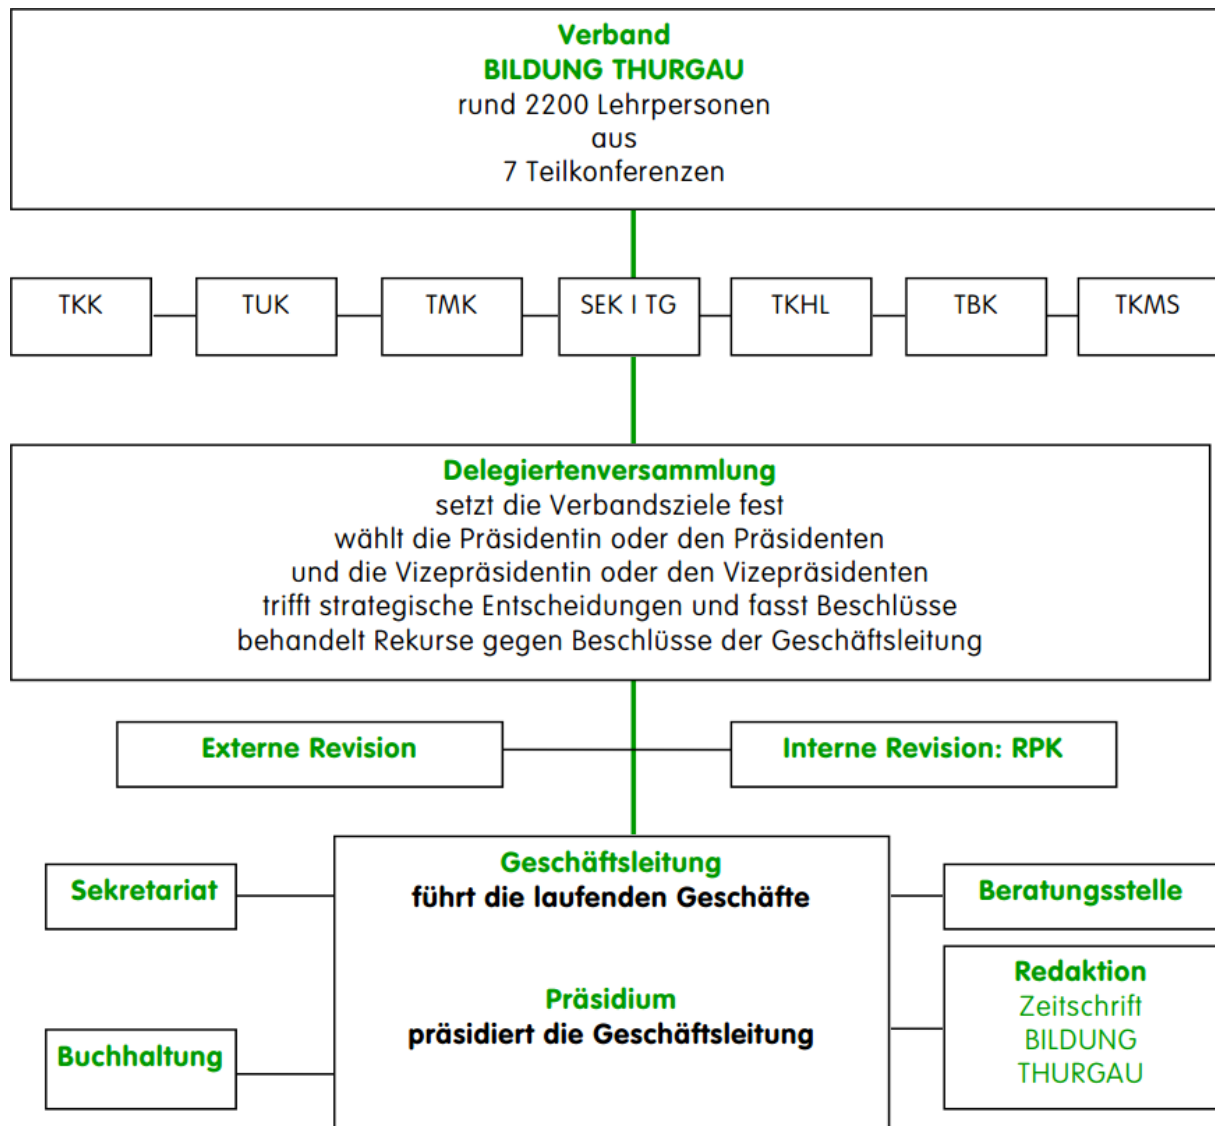 Verband
BILDUNG THURGAU
rund 2200 Lehrpersonen
aus
7 Teilkonferenzen
TKK
TUK
TMK
SEK I TG
TKHL
TBK
TKMS
Delegiertenversammlung
setzt die Verbandsziele fest
wählt die Präsidentin oder den Präsidenten
und die Vizepräsidentin oder den Vizepräsidenten
trifft strategische Entscheidungen und fasst Beschlüsse
behandelt Rekurse gegen Beschlüsse der Geschäftsleitung
Externe Revision
Interne Revision: RPK
Sekretariat
Geschäftsleitung
führt die laufenden Geschäfte
Beratungsstelle
Präsidium
präsidiert die Geschäftsleitung
Redaktion
Zeitschrift
BILDUNG
THURGAU
Buchhaltung